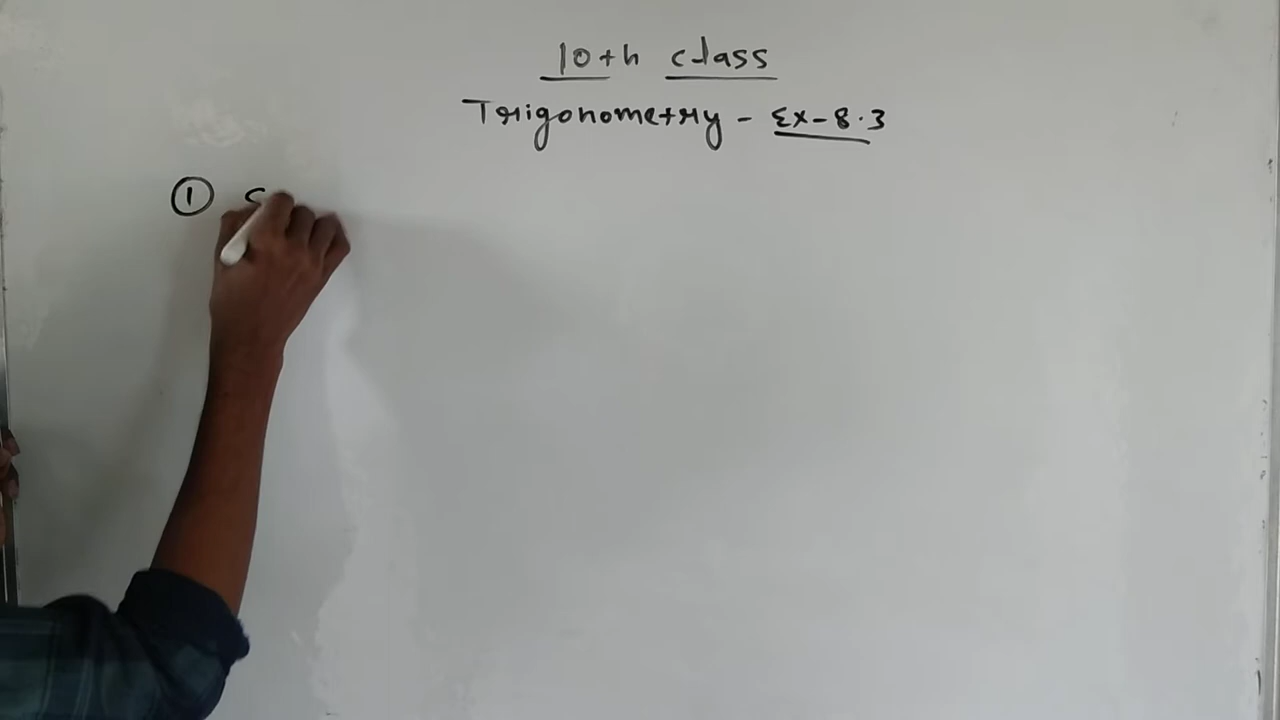 10th class
Trigonometry - Ex-8.3
①